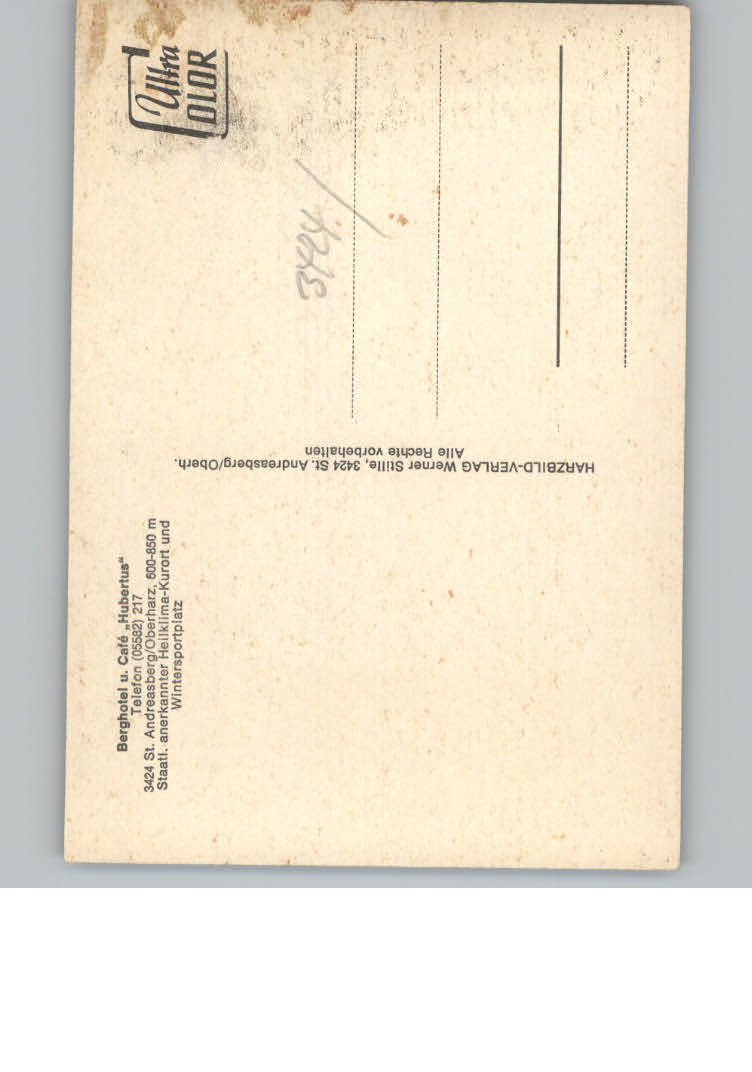 Berghotel u. Café „Hubertus“
Telefon (05582) 217
3424 St. Andreasberg/Oberharz, 600-850 m
Staatl. anerkannter Heilklima-Kurort und
Wintersportplatz
HARZBILD-VERLAG Werner Stille, 3424 St. Andreasberg/Oberh.
Alle Rechte vorbehalten
Ultra
COLOR
3424/